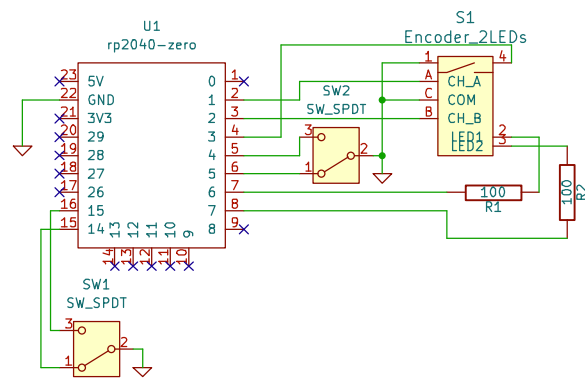 U1
rp2040-zero
S1
Encoder_2LEDs
23 5V 0 1
22 GND 1 2
21 3V3 2 3
20 29 3 4
19 28 4 5
18 27 5 6
17 26 6 7
16 15 7 8
15 14 8 9
13 12 11 10 9
14 13 12 11 10
1 4
A CH_A
C COM
B CH_B
LED1 2
LED2 3
SW2
SW_SPDT
3
2
1
100
R1
100
R2
SW1
SW_SPDT
3
2
1